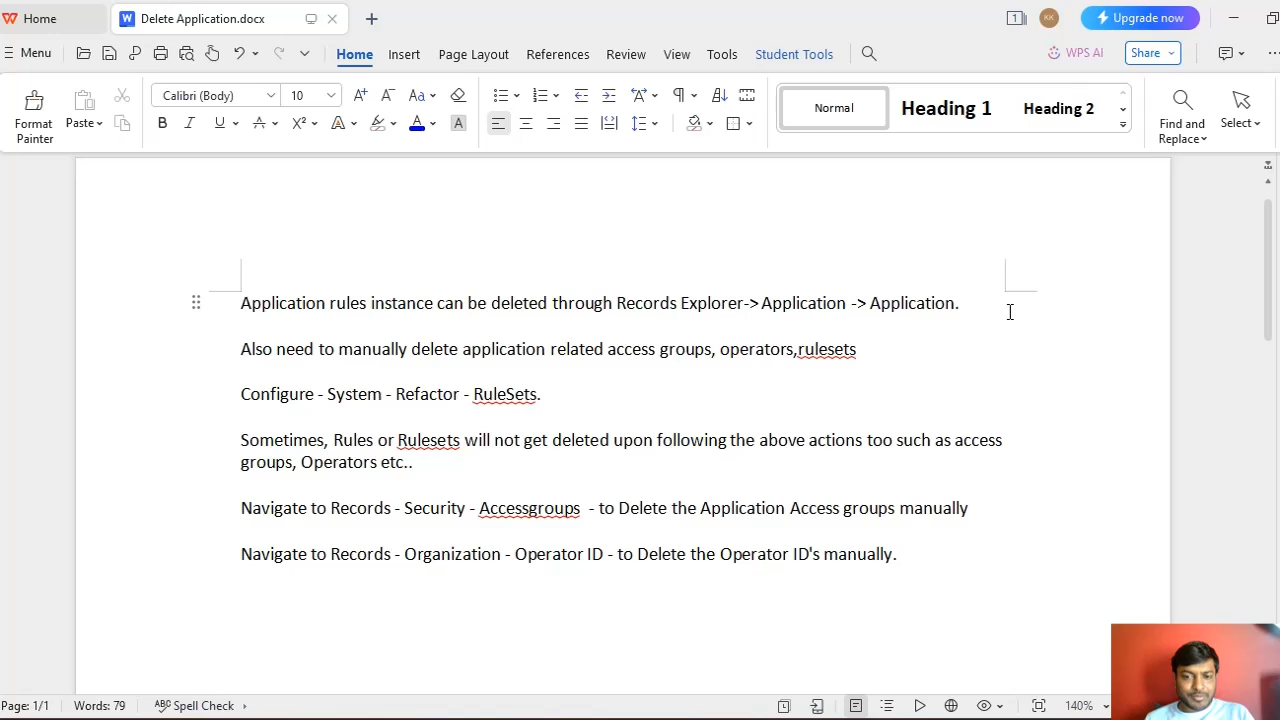 Home
Delete Application.docx
1
KK
Upgrade now
Menu
Home
Insert
Page Layout
References
Review
View
Tools
Student Tools
WPS AI
Share
Format
Painter
Paste
Calibri (Body)
10
Normal
Heading 1
Heading 2
Find and
Replace
Select
Application rules instance can be deleted through Records Explorer-> Application -> Application.
Also need to manually delete application related access groups, operators,rulesets
Configure - System - Refactor - RuleSets.
Sometimes, Rules or Rulesets will not get deleted upon following the above actions too such as access
groups, Operators etc..
Navigate to Records - Security - Accessgroups - to Delete the Application Access groups manually
Navigate to Records - Organization - Operator ID - to Delete the Operator ID's manually.
Page: 1/1
Words: 79
Spell Check
140%